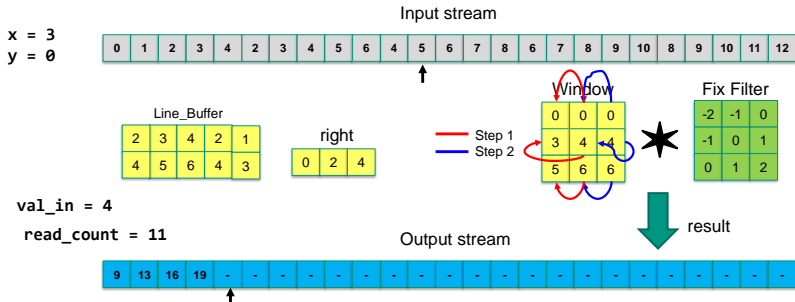 Input stream
x = 3
y = 0
0 1 2 3 4 2 3 4 5 6 4 5 6 7 8 6 7 8 9 10 8 9 10 11 12
Line_Buffer
2 3 4 2 1
4 5 6 4 3
right
0 2 4
Step 1
Step 2
Window
0 0 0
3 4 4
5 6 6
Fix Filter
-2 -1 0
-1 0 1
0 1 2
val_in = 4
read_count = 11
result
Output stream
9 13 16 19 - - - - - - - - - - - - - - - - - - - - -